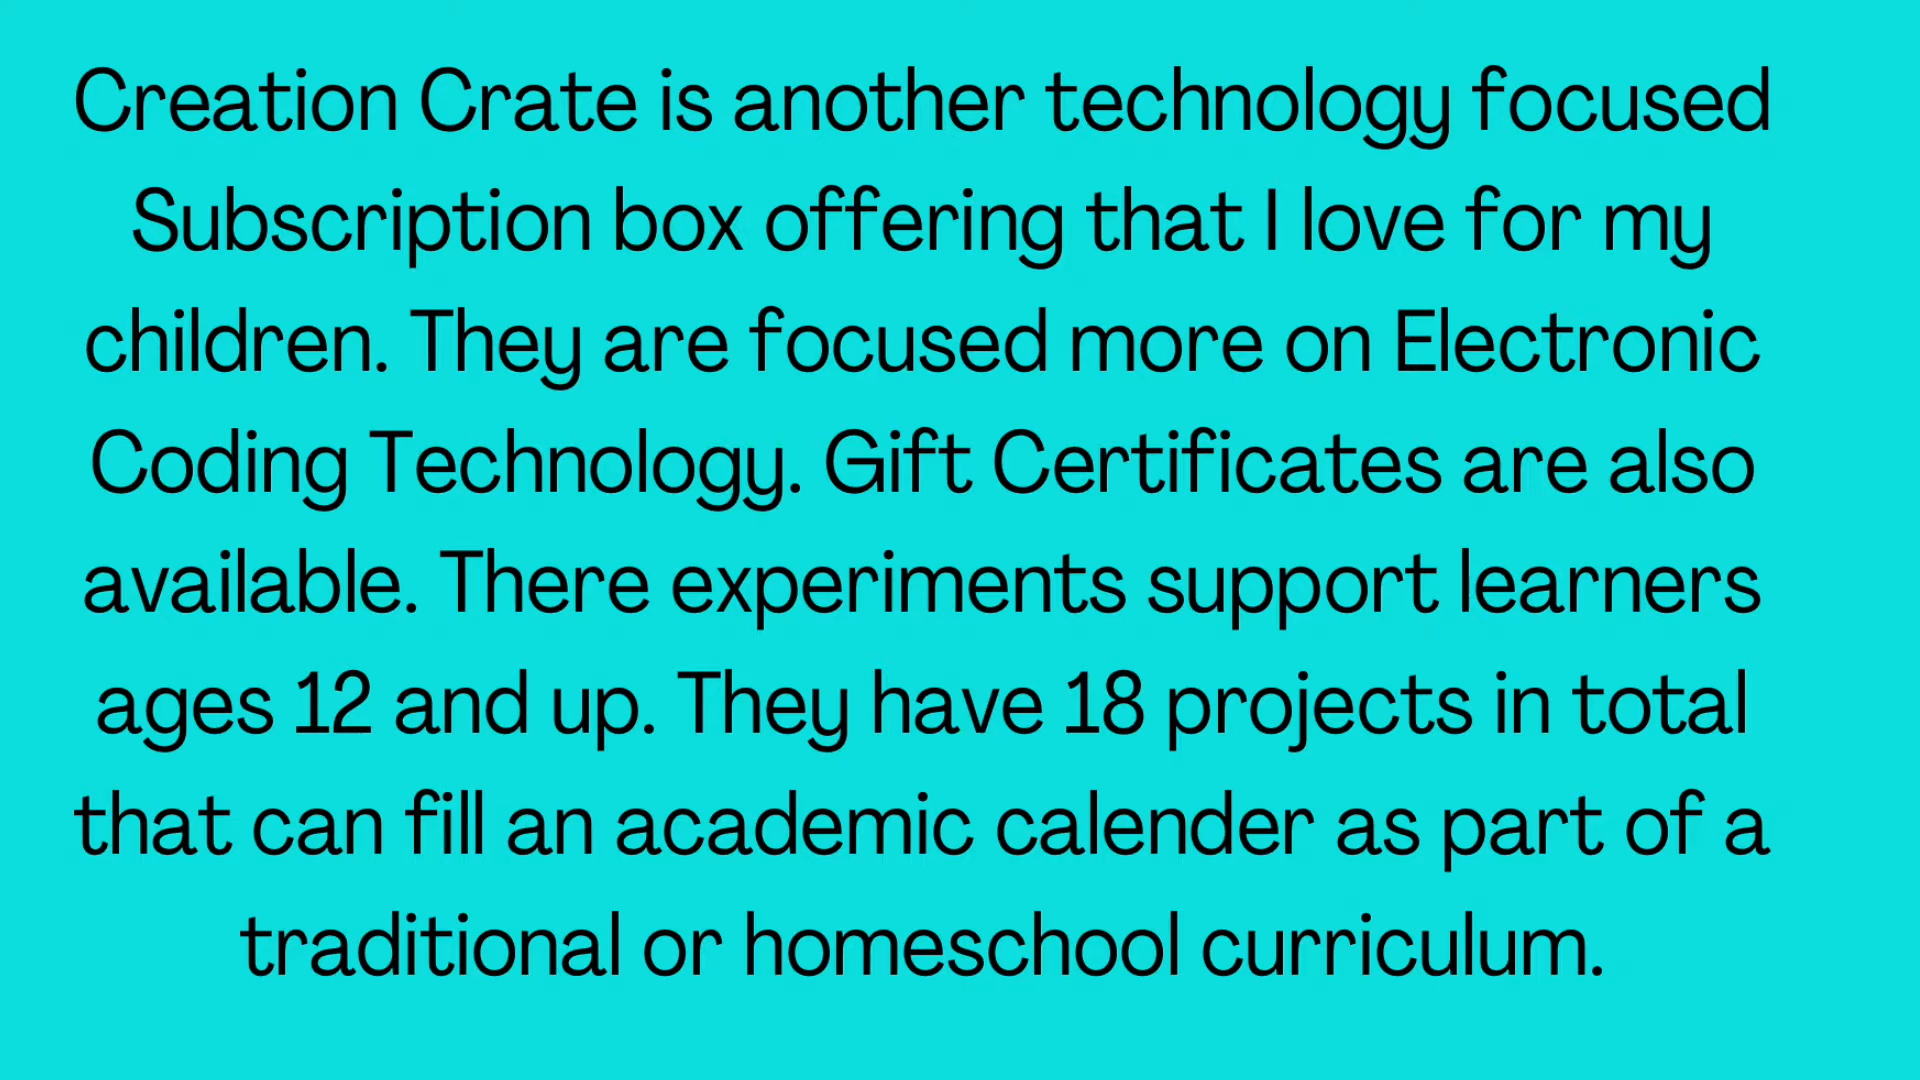 Creation Crate is another technology focused
Subscription box offering that I love for my
children. They are focused more on Electronic
Coding Technology. Gift Certificates are also
available. There experiments support learners
ages 12 and up. They have 18 projects in total
that can fill an academic calender as part of a
traditional or homeschool curriculum.